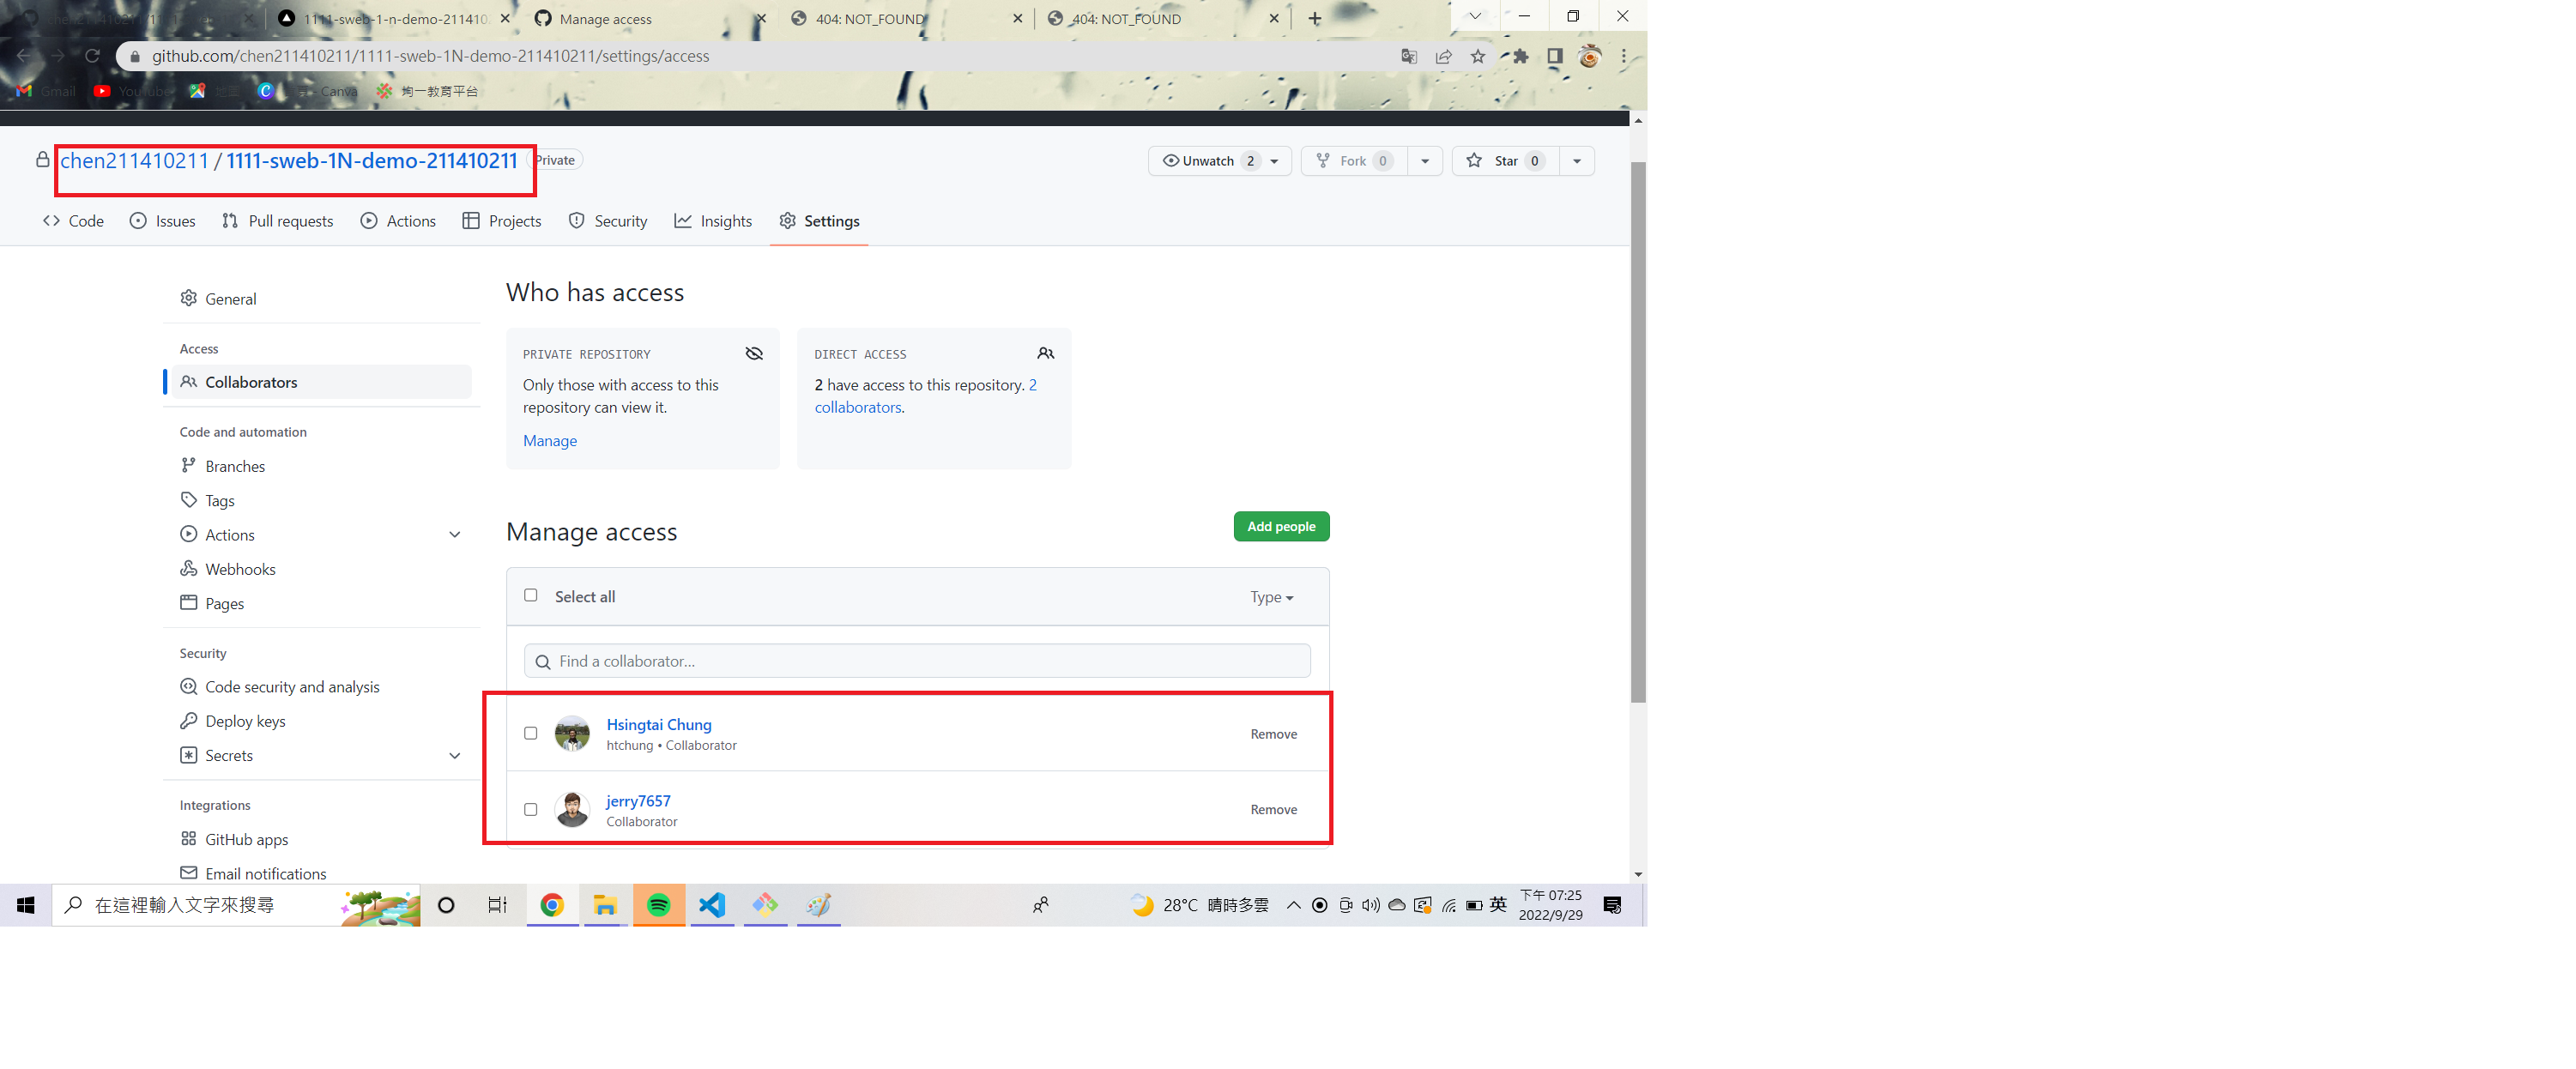 1111-sweb-1-n-demo-211410
Manage access
404: NOT_FOUND
404: NOT_FOUND
github.com/chen211410211/1111-sweb-1N-demo-211410211/settings/access
Gmail
YouTube
Canva
均一教育平台
chen211410211 / 1111-sweb-1N-demo-211410211
Private
Unwatch 2
Fork 0
Star 0
Code
Issues
Pull requests
Actions
Projects
Security
Insights
Settings
General
Access
Collaborators
Code and automation
Branches
Tags
Actions
Webhooks
Pages
Security
Code security and analysis
Deploy keys
Secrets
Integrations
GitHub apps
Email notifications
Who has access
PRIVATE REPOSITORY
Only those with access to this
repository can view it.
Manage
DIRECT ACCESS
2 have access to this repository. 2
collaborators.
Manage access
Add people
Select all
Type
Find a collaborator...
Hsingtai Chung
htchung • Collaborator
Remove
jerry7657
Collaborator
Remove
在這裡輸入文字來搜尋
28°C 晴時多雲
英
下午 07:25
2022/9/29